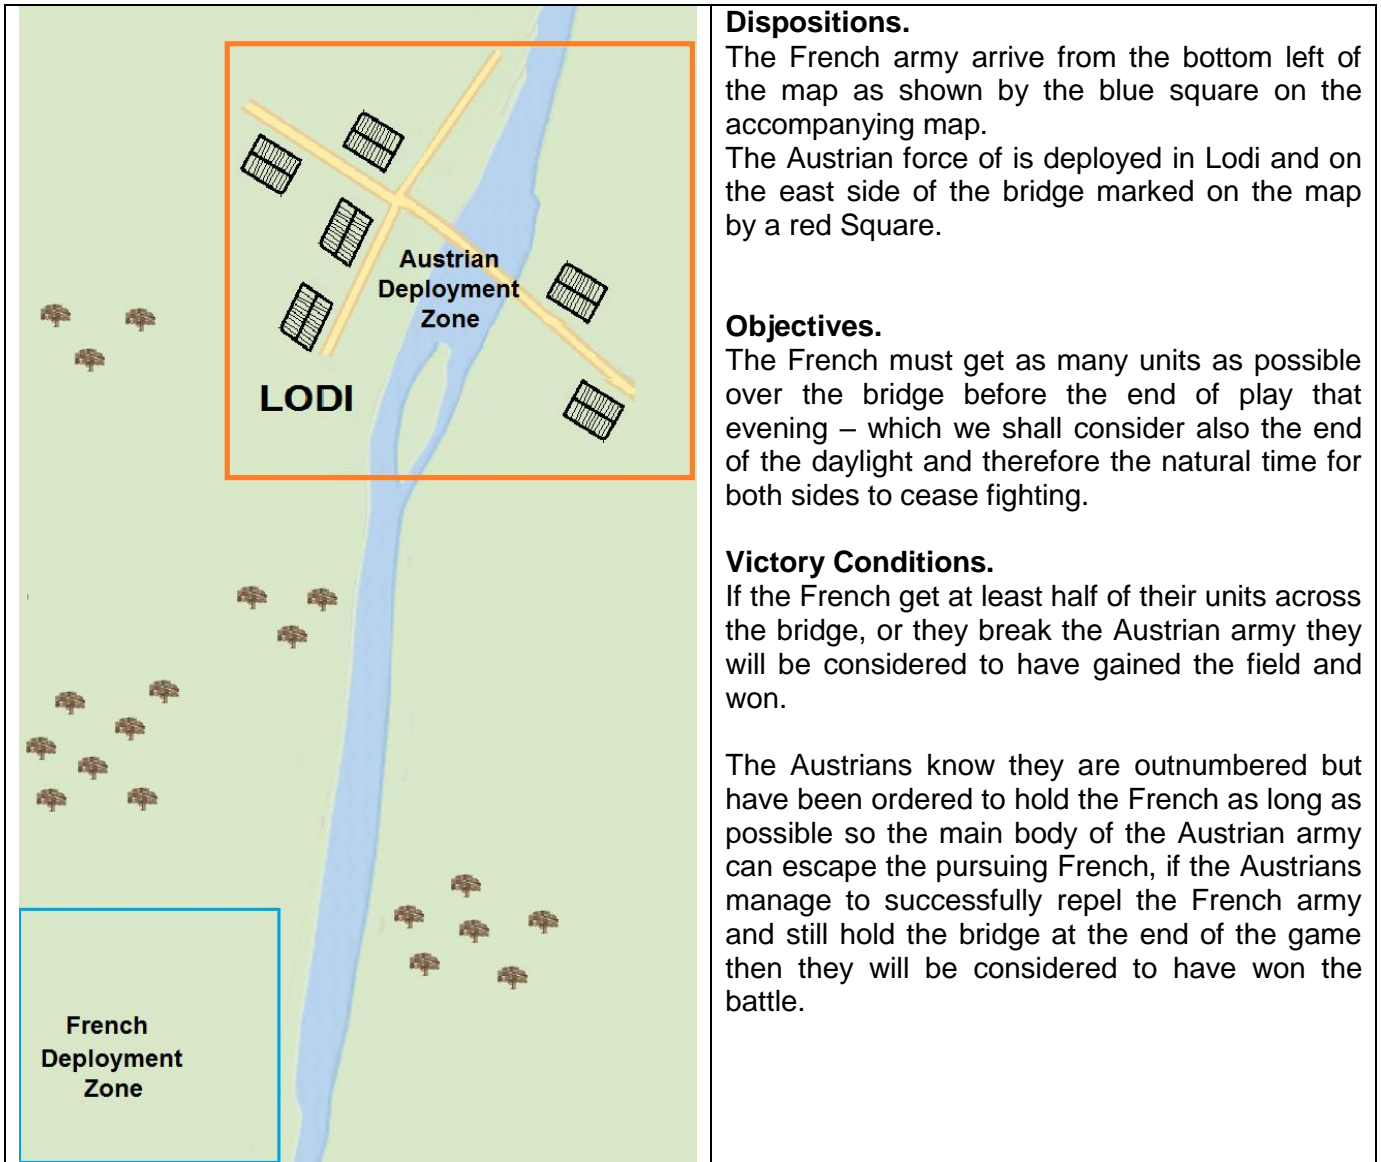 Austrian
Deployment
Zone
LODI
French
Deployment
Zone
Dispositions.
The French army arrive from the bottom left of
the map as shown by the blue square on the
accompanying map.
The Austrian force of is deployed in Lodi and on
the east side of the bridge marked on the map
by a red Square.
Objectives.
The French must get as many units as possible
over the bridge before the end of play that
evening – which we shall consider also the end
of the daylight and therefore the natural time for
both sides to cease fighting.
Victory Conditions.
If the French get at least half of their units across
the bridge, or they break the Austrian army they
will be considered to have gained the field and
won.
The Austrians know they are outnumbered but
have been ordered to hold the French as long as
possible so the main body of the Austrian army
can escape the pursuing French, if the Austrians
manage to successfully repel the French army
and still hold the bridge at the end of the game
then they will be considered to have won the
battle.